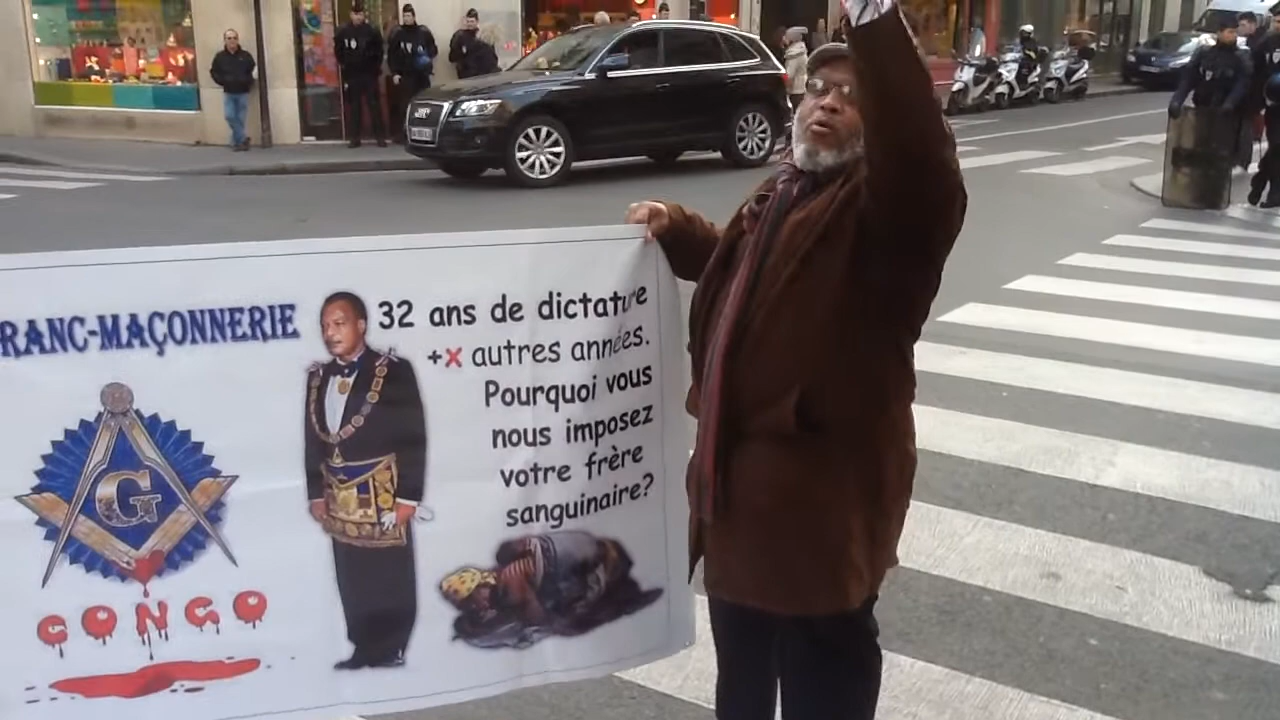 RANC-MAÇONNERIE
G
CONGO
32 ans de dictature
+x autres années.
Pourquoi vous
nous imposez
votre frère
sanguinaire?